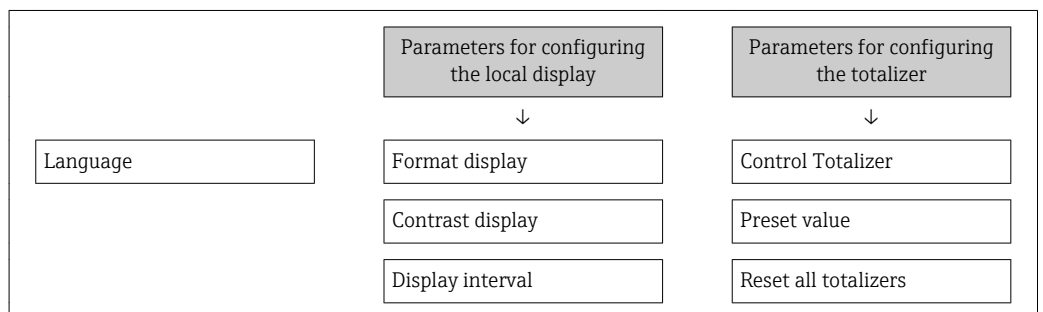 Parameters for configuring
the local display
Parameters for configuring
the totalizer
↓
↓
Language
Format display
Control Totalizer
Contrast display
Preset value
Display interval
Reset all totalizers